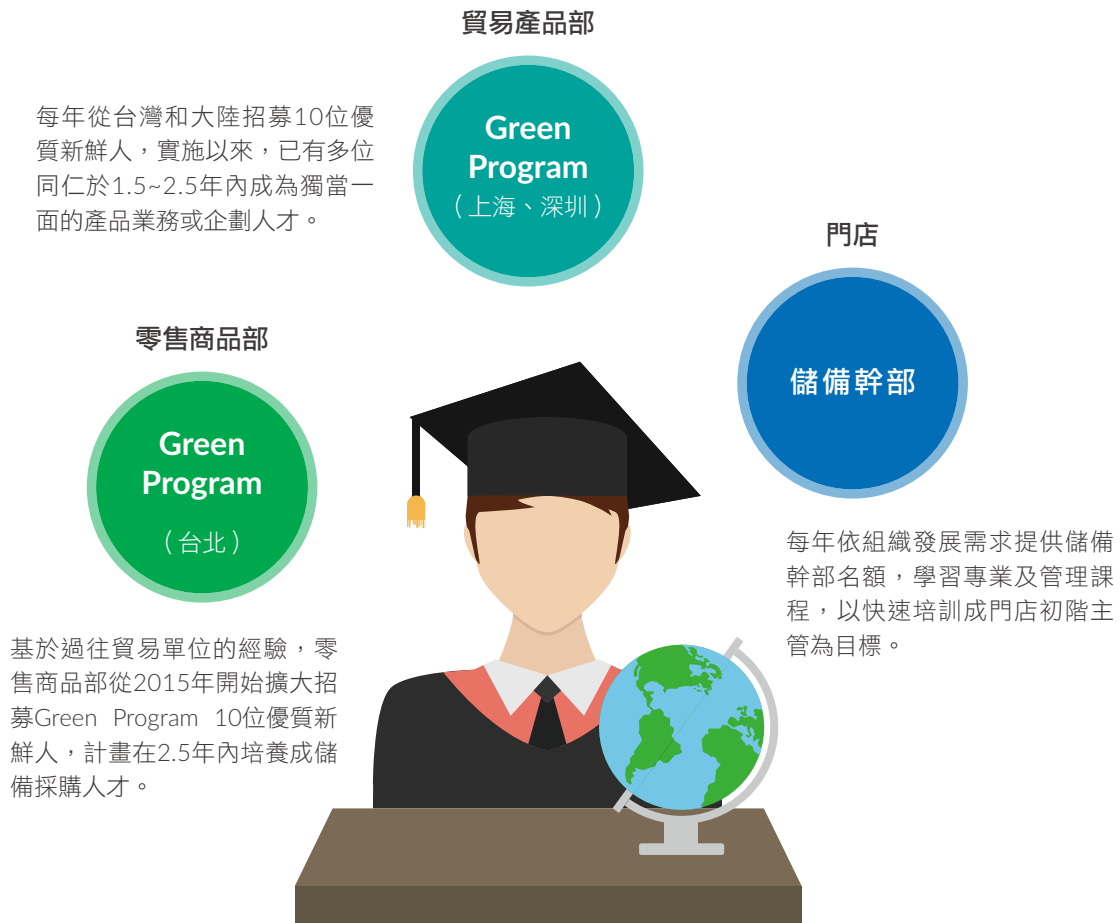 貿易產品部
Green
Program
（上海、深圳）
每年從台灣和大陸招募10位優
質新鮮人，實施以來，已有多位
同仁於1.5~2.5年內成為獨當一
面的產品業務或企劃人才。
門店
儲備幹部
每年依組織發展需求提供儲備
幹部名額，學習專業及管理課
程，以快速培訓成門店初階主
管為目標。
零售商品部
Green
Program
（台北）
基於過往貿易單位的經驗，零
售商品部從2015年開始擴大招
募Green Program 10位優質新
鮮人，計畫在2.5年內培養成儲
備採購人才。